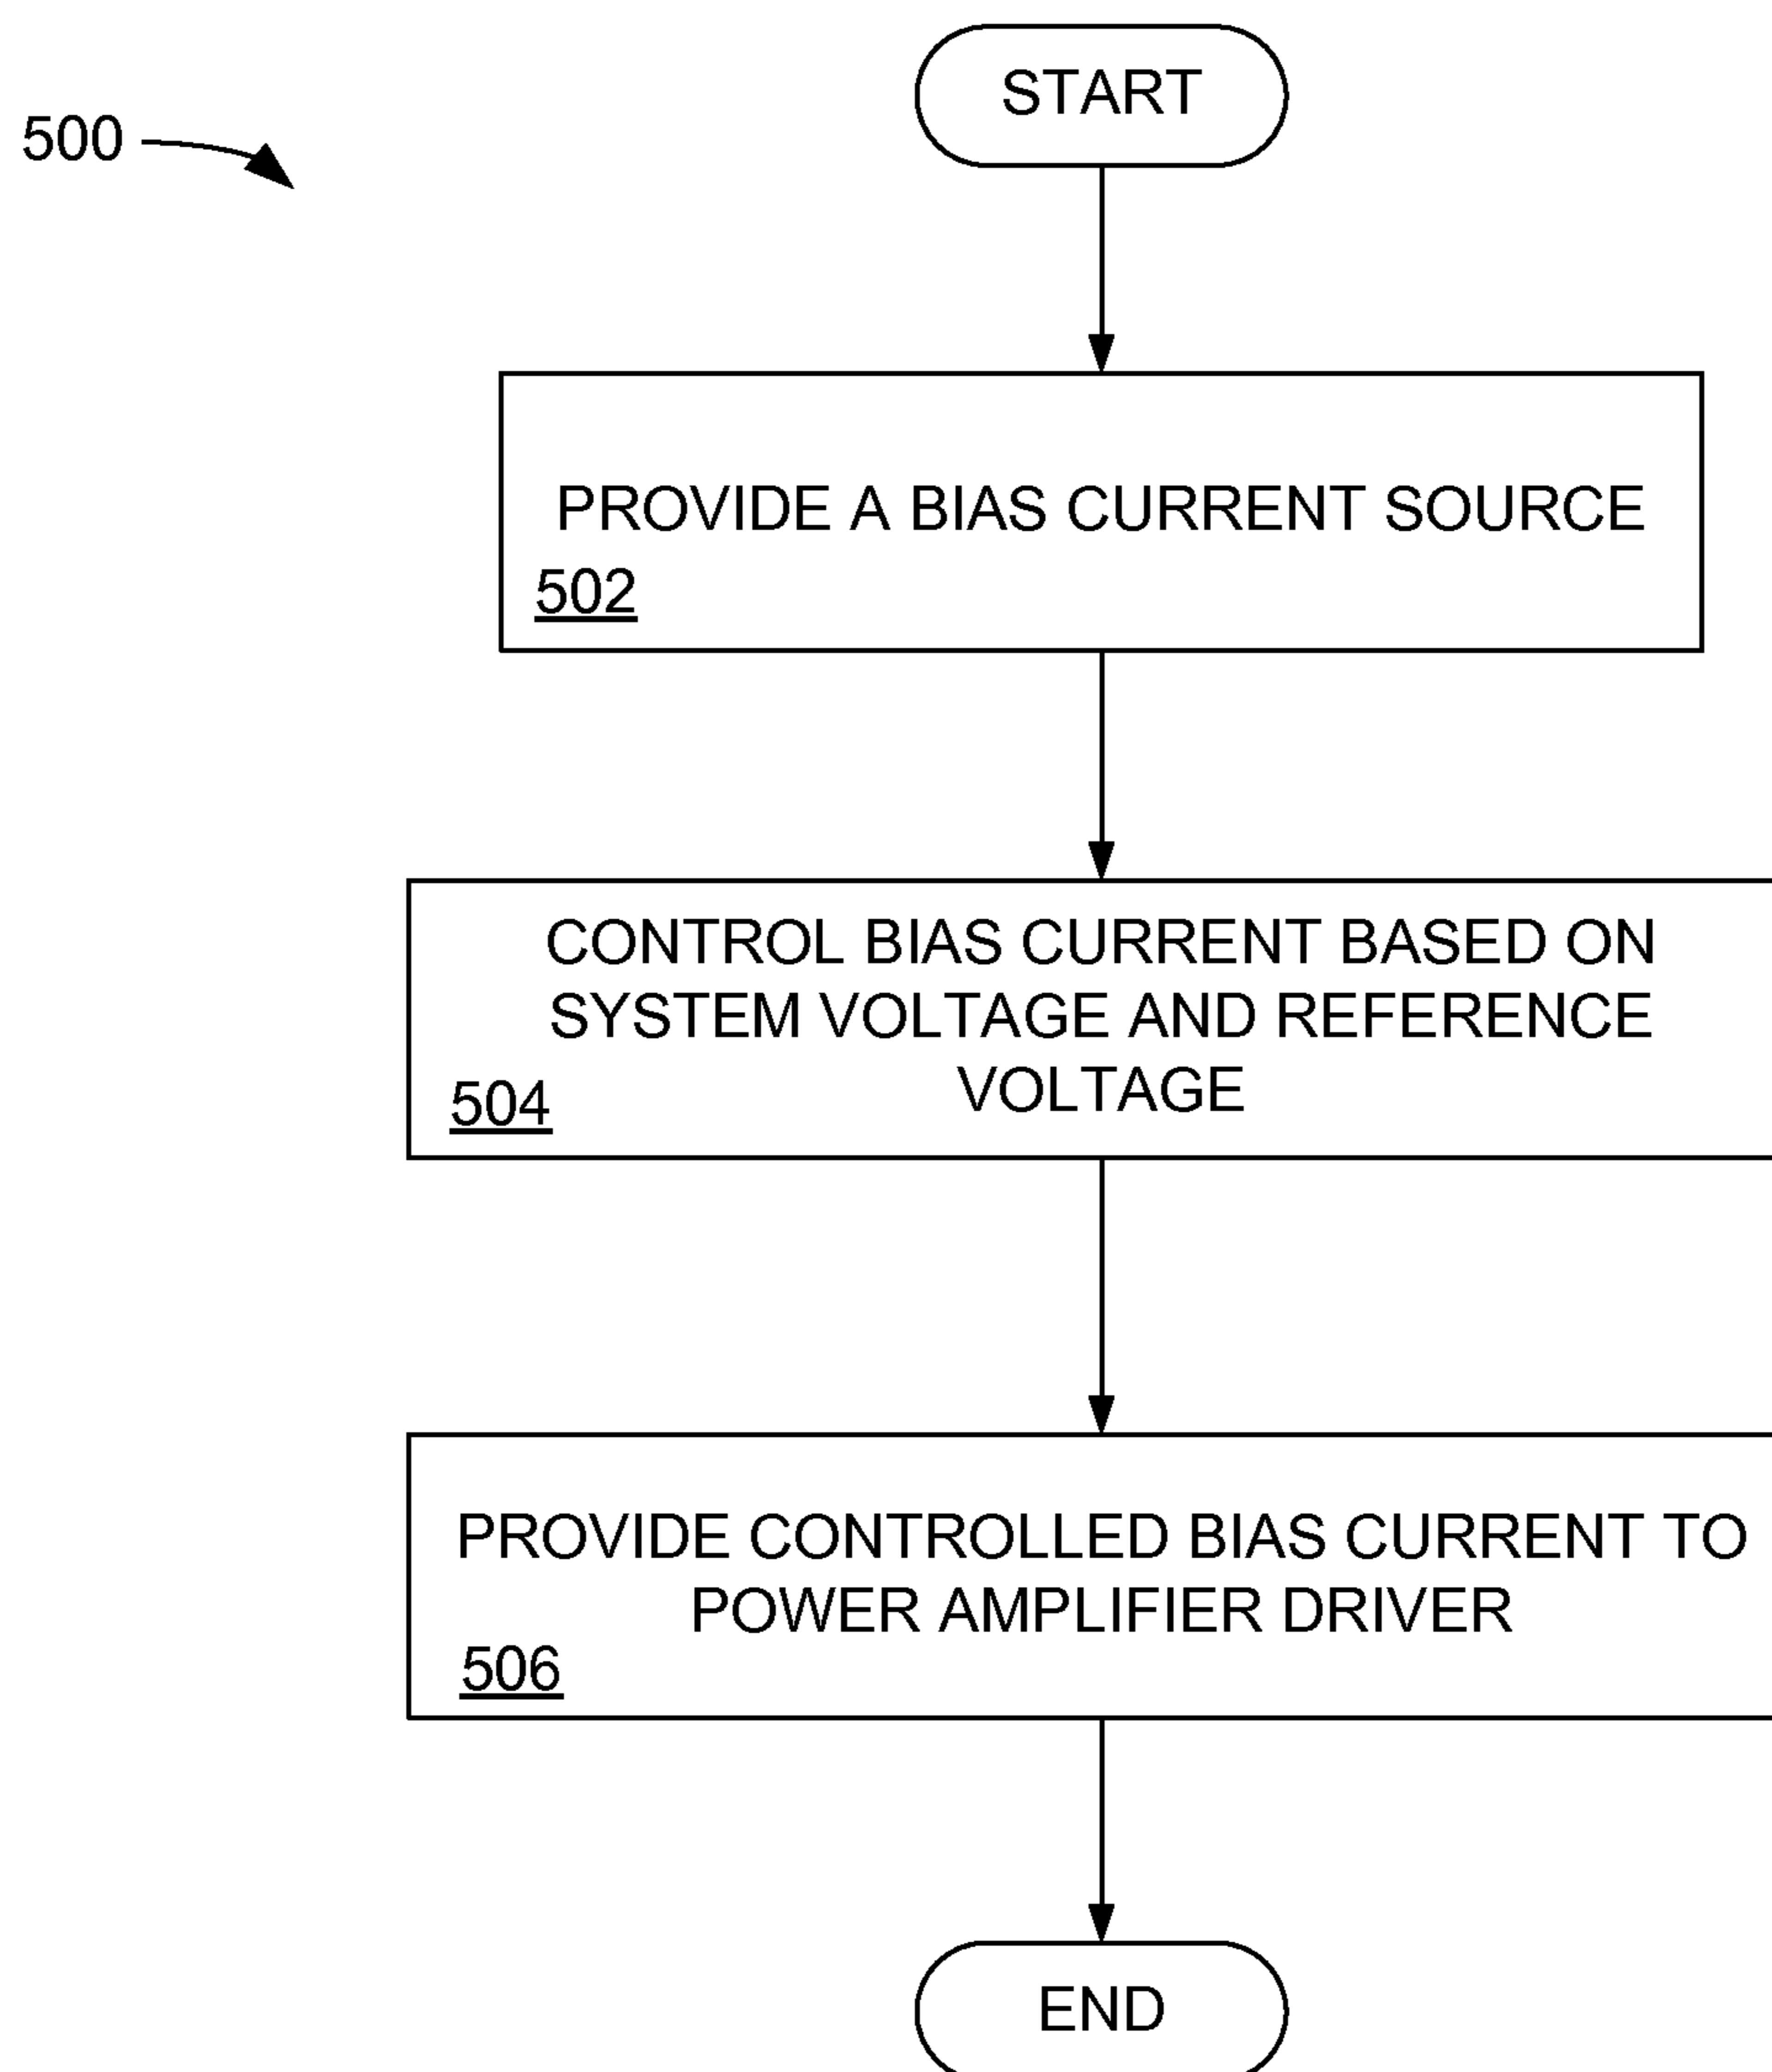 START
500
PROVIDE A BIAS CURRENT SOURCE
502
CONTROL BIAS CURRENT BASED ON
SYSTEM VOLTAGE AND REFERENCE
VOLTAGE
504
PROVIDE CONTROLLED BIAS CURRENT TO
POWER AMPLIFIER DRIVER
506
END